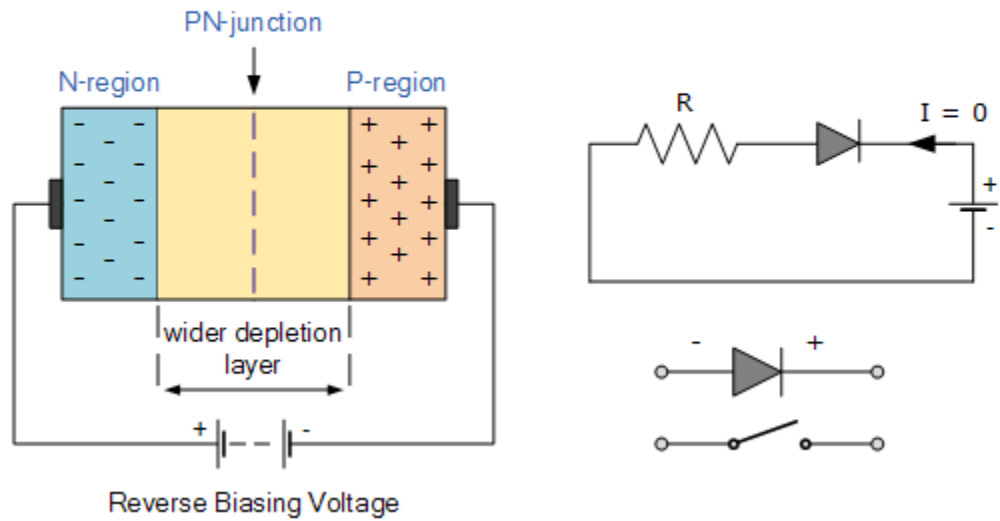 PN-junction
N-region
P-region
wider depletion
layer
+ -
Reverse Biasing Voltage
R
I = 0
+
-
- +